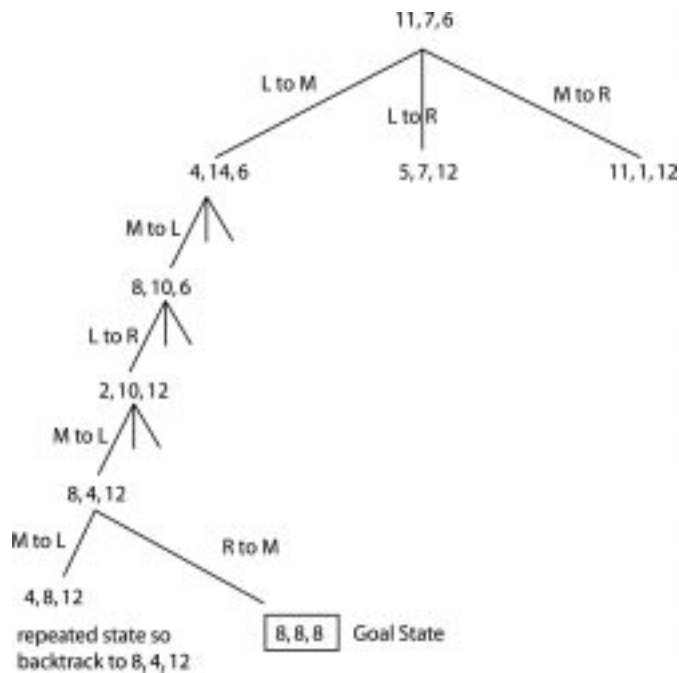 11, 7, 6
L to M
L to R
M to R
4, 14, 6
5, 7, 12
11, 1, 12
M to L
8, 10, 6
L to R
2, 10, 12
M to L
8, 4, 12
M to L
R to M
4, 8, 12
8, 8, 8
Goal State
repeated state so
backtrack to 8, 4, 12